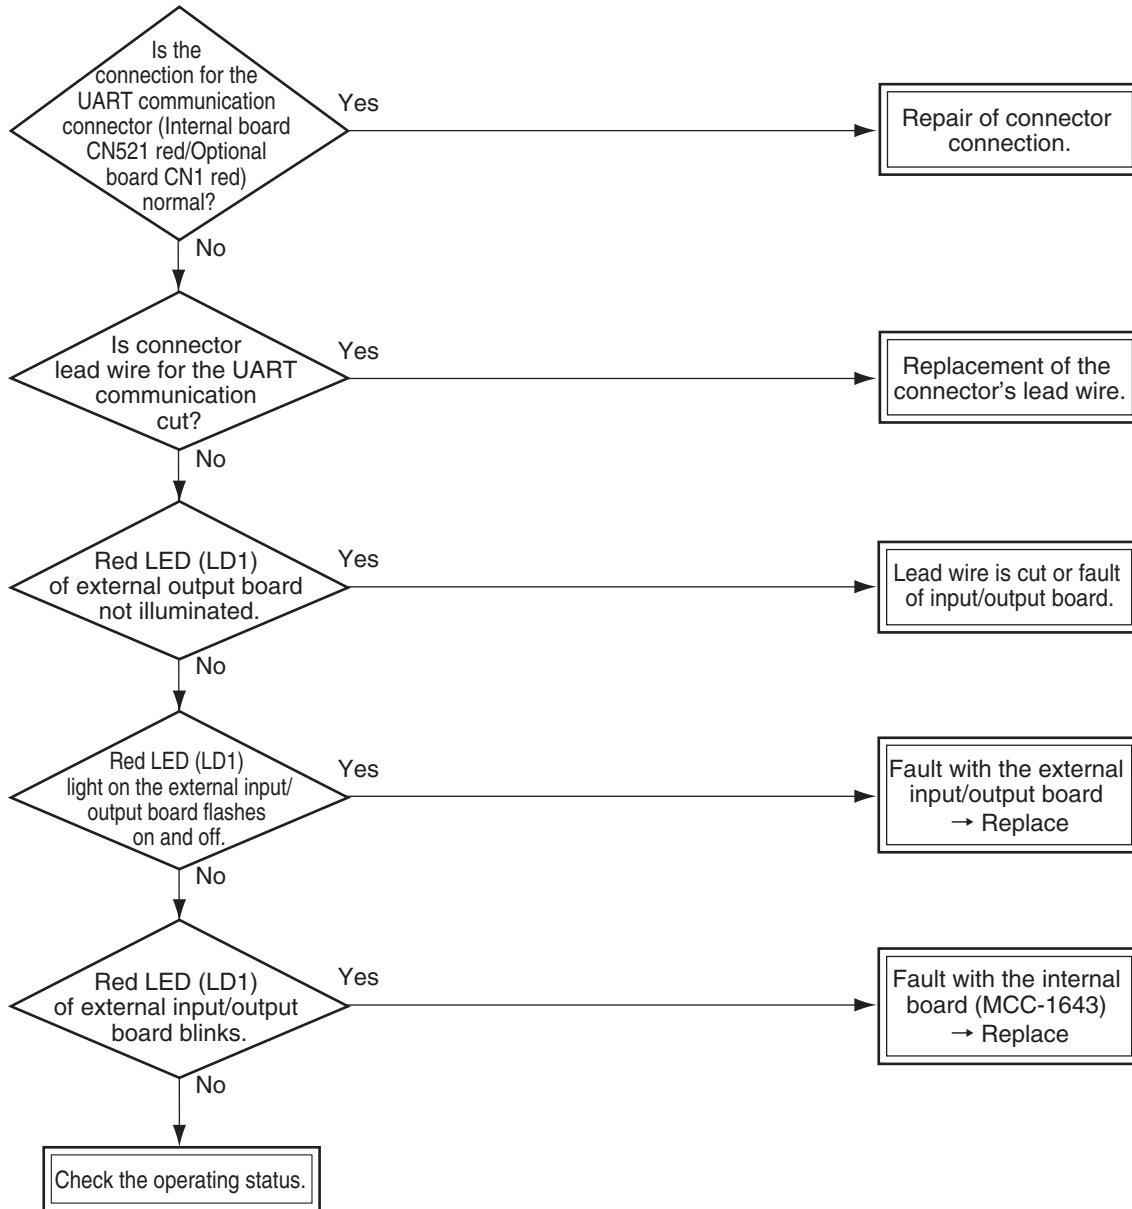 Is the
connection for the
UART communication
connector (Internal board
CN521 red/Optional
board CN1 red)
normal?
Yes
Repair of connector
connection.
No
Is connector
lead wire for the UART
communication
cut?
Yes
Replacement of the
connector’s lead wire.
No
Red LED (LD1)
of external output board
not illuminated.
Yes
Lead wire is cut or fault
of input/output board.
No
Red LED (LD1)
light on the external input/
output board flashes
on and off.
Yes
Fault with the external
input/output board
→ Replace
No
Red LED (LD1)
of external input/output
board blinks.
Yes
Fault with the internal
board (MCC-1643)
→ Replace
No
Check the operating status.